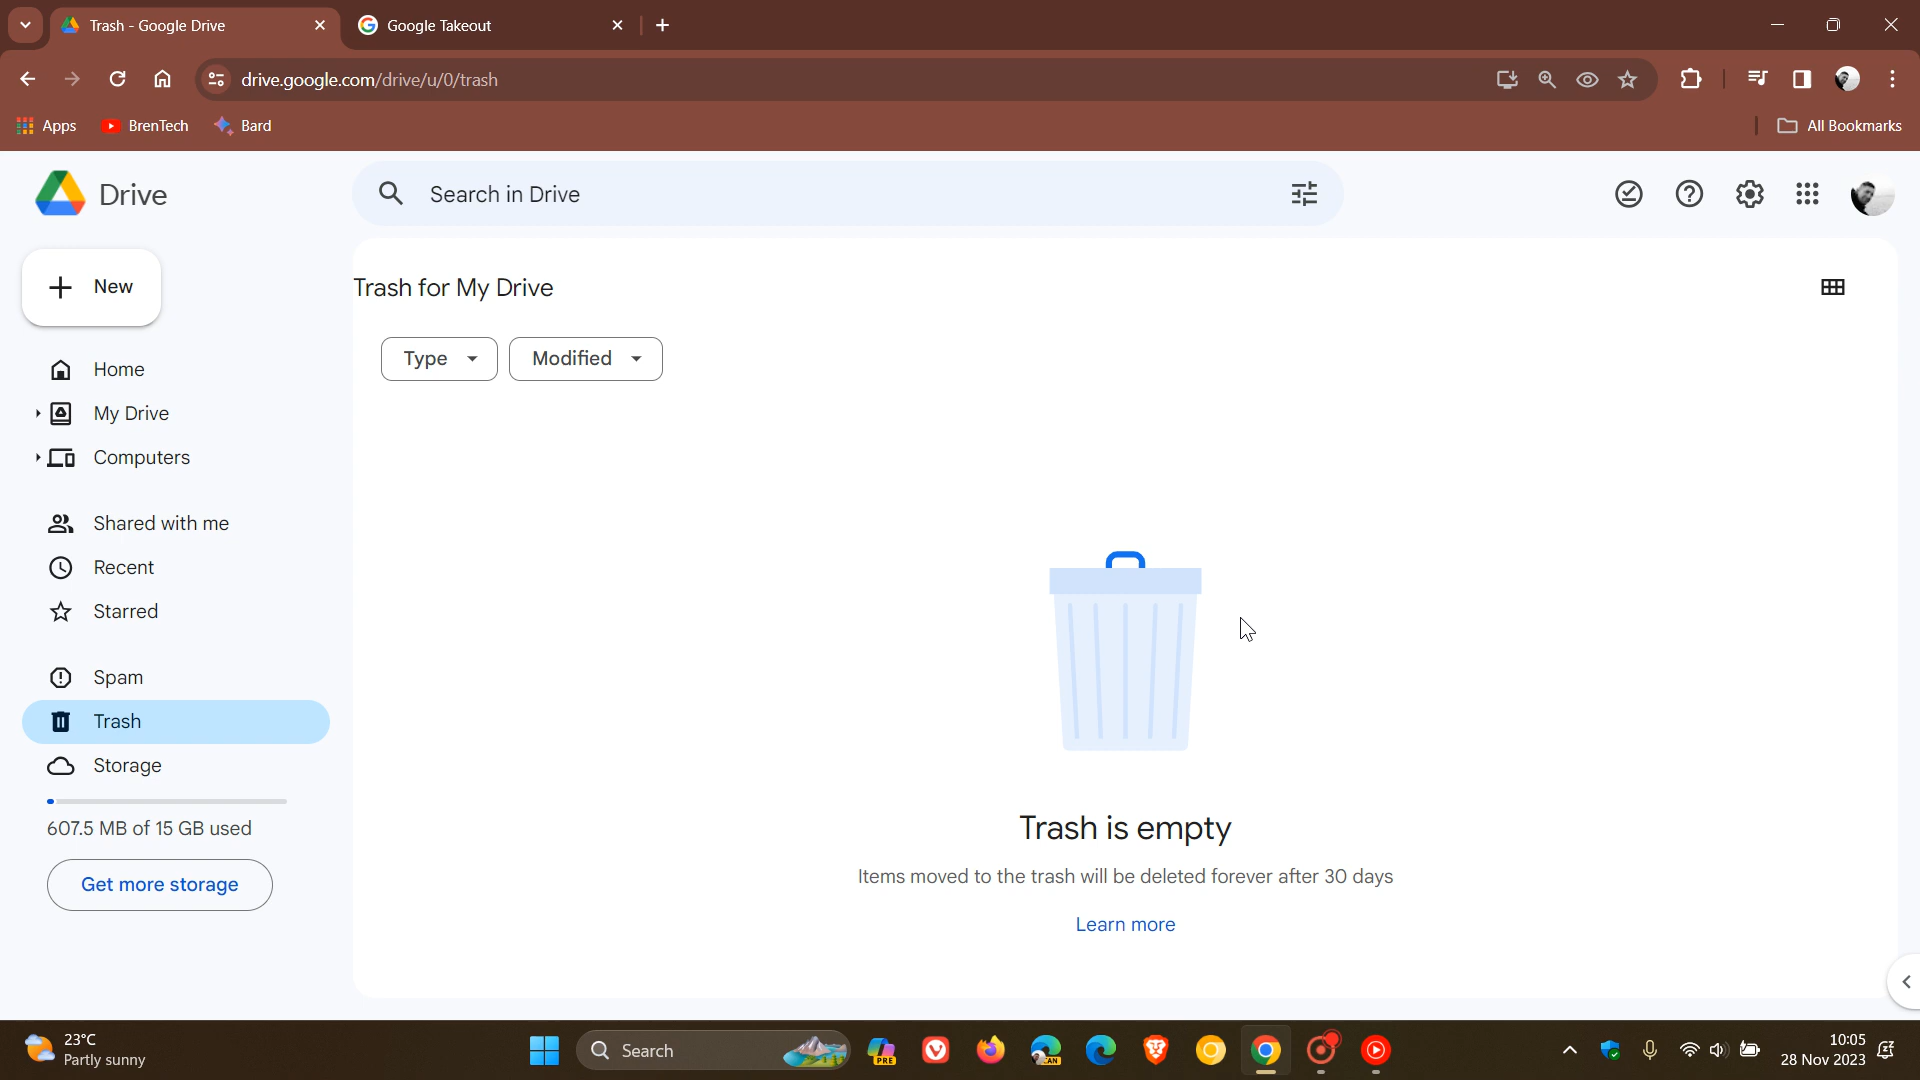 Trash - Google Drive
Google Takeout
drive.google.com/drive/u/0/trash
Apps
BrenTech
Bard
All Bookmarks
Drive
Search in Drive
New
Trash for My Drive
Type
Modified
Home
My Drive
Computers
Shared with me
Recent
Starred
Spam
Trash
Storage
607.5 MB of 15 GB used
Get more storage
Trash is empty
Items moved to the trash will be deleted forever after 30 days
Learn more
23°C
Partly sunny
Search
PRE
CAN
10:05
28 Nov 2023